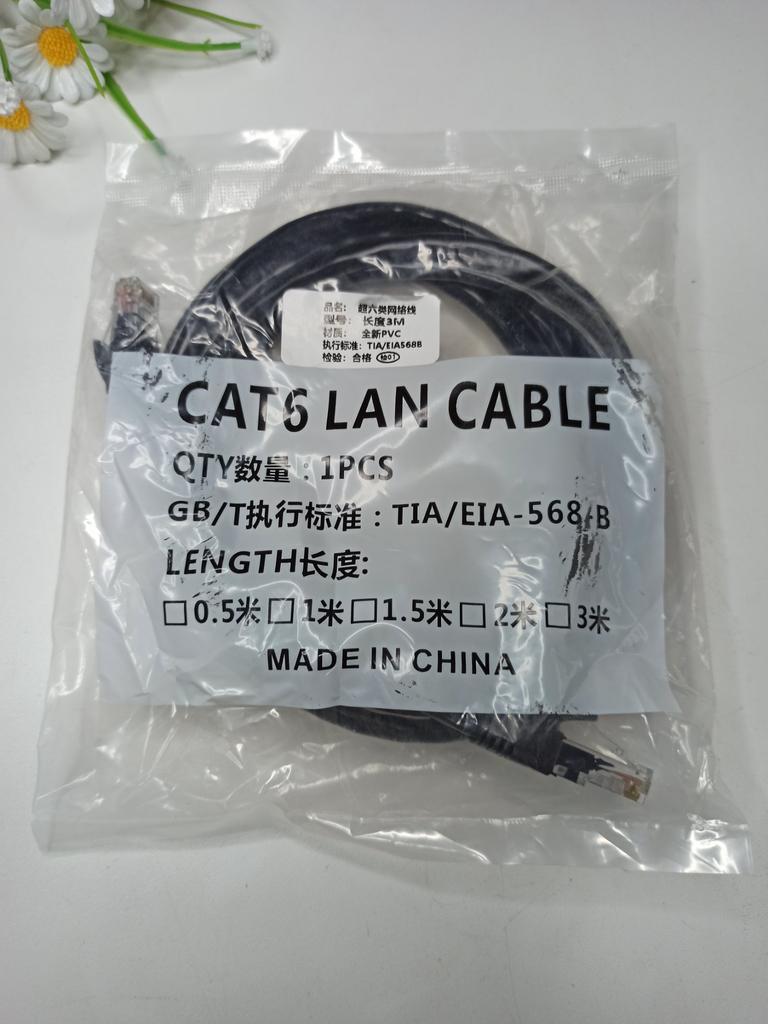 品名: 超六类网络线
型号: 长度3M
材质: 全新PVC
执行标准: TIA/EIA568B
检验: 合格
CAT6 LAN CABLE
QTY数量:1PCS
GB/T执行标准:TIA/EIA-568-B
LENGTH长度:
□0.5米□1米□1.5米□2米□3米
MADE IN CHINA